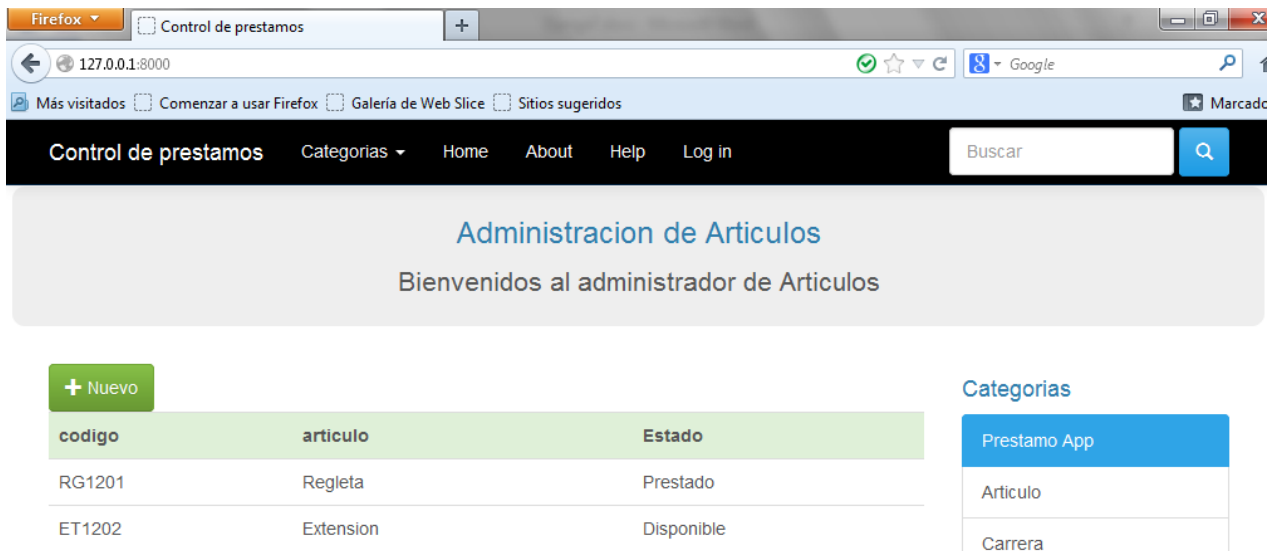 Firefox
Control de prestamos
127.0.0.1:8000
Google
Más visitados Comenzar a usar Firefox Galería de Web Slice Sitios sugeridos Marcado
Control de prestamos Categorias Home About Help Log in Buscar
Administracion de Articulos
Bienvenidos al administrador de Articulos
+ Nuevo
codigo articulo Estado
RG1201 Regleta Prestado
ET1202 Extension Disponible
Categorias
Prestamo App
Articulo
Carrera